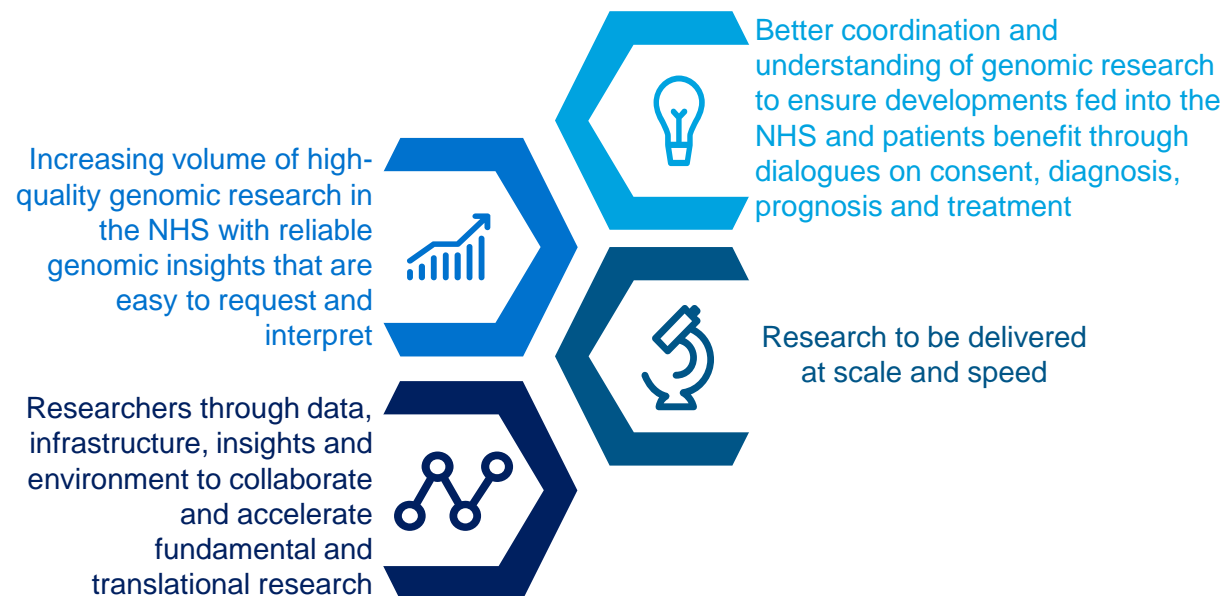 Better coordination and
understanding of genomic research
to ensure developments fed into the
NHS and patients benefit through
dialogues on consent, diagnosis,
prognosis and treatment
Increasing volume of high-
quality genomic research in
the NHS with reliable
genomic insights that are
easy to request and
interpret
Research to be delivered
at scale and speed
Researchers through data,
infrastructure, insights and
environment to collaborate
and accelerate
fundamental and
translational research